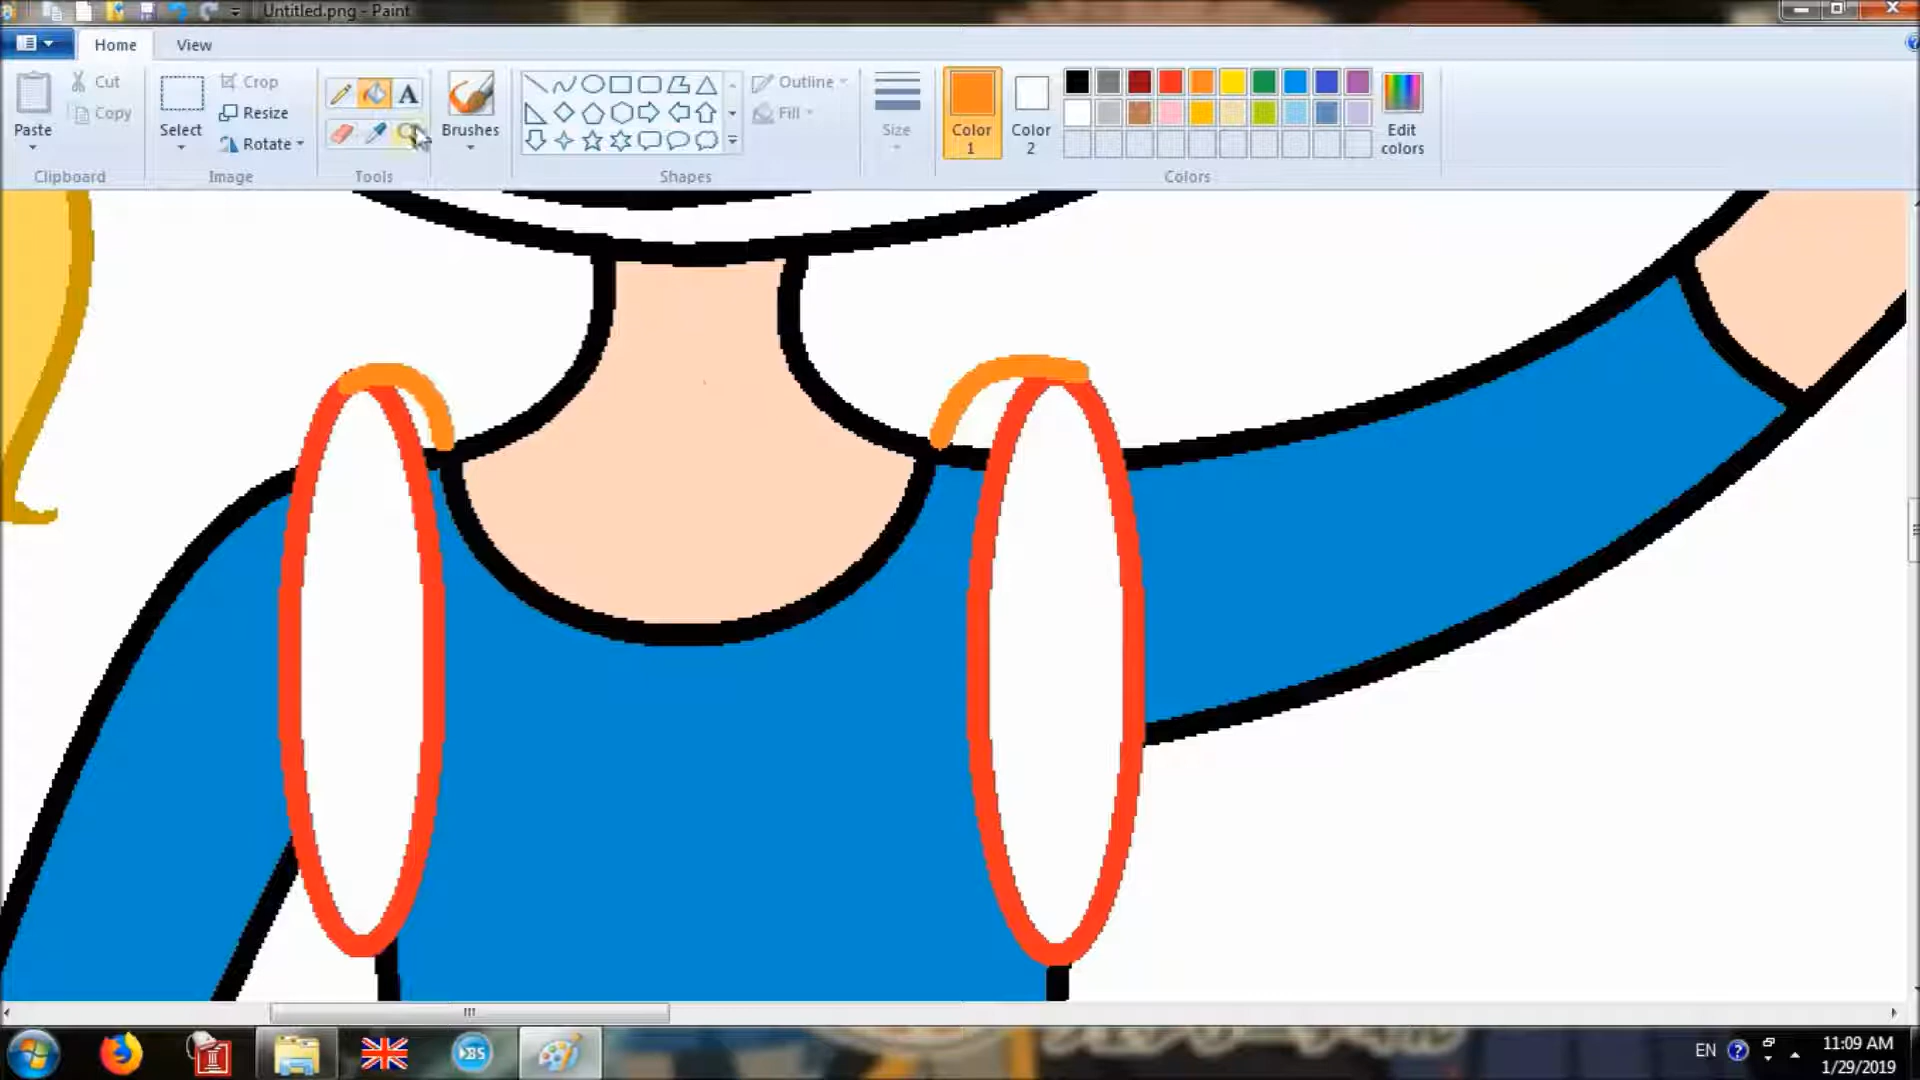 Untitled.png - Paint
Home View
Paste
Cut
Copy
Clipboard
Select
Crop
Resize
Rotate
Image
A
Tools
Brushes
Shapes
Outline
Fill
Size
Color 1
Color 2
Colors
Edit colors
BS
EN
11:09 AM
1/29/2019